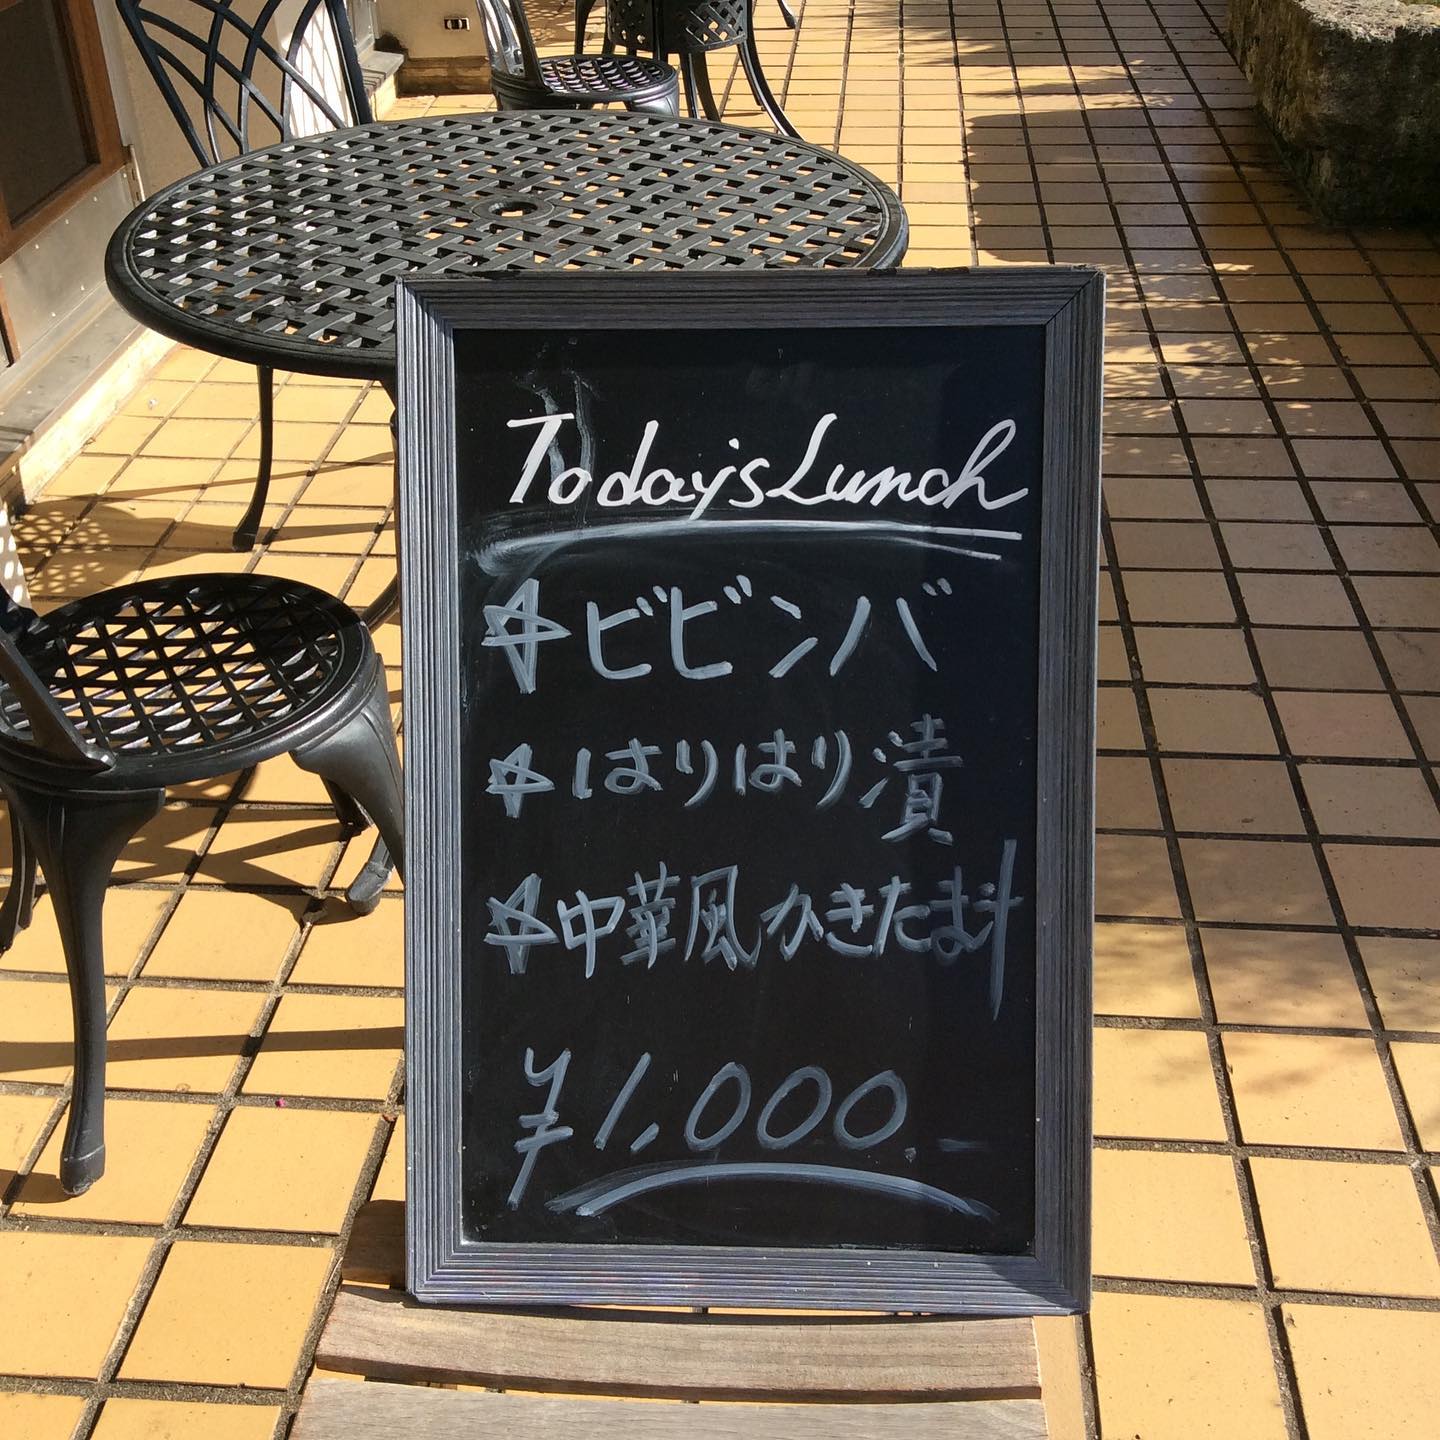 Today's Lunch
☆ビビンバ
☆はりはり漬
☆中華風かきたま汁
¥1,000.-